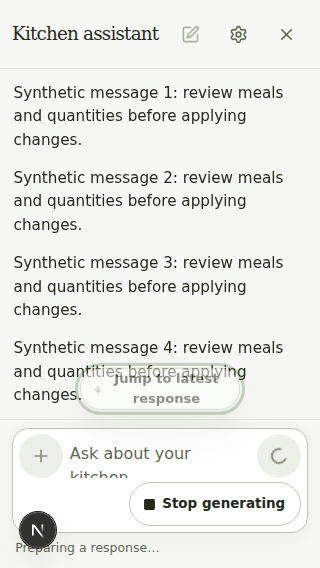 Kitchen assistant
Synthetic message 1: review meals
and quantities before applying
changes.
Synthetic message 2: review meals
and quantities before applying
changes.
Synthetic message 3: review meals
and quantities before applying
changes.
Synthetic message 4: review meals
and quantities before applying
changes.
Jump to latest
response
Ask about your
kitchen
Stop generating
N
Preparing a response…